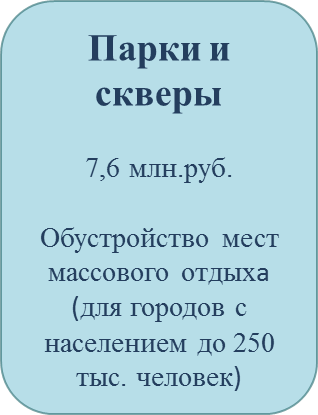 Парки и
скверы
7,6 млн.руб.
Обустройство мест
массового отдыха
(для городов с
населением до 250
тыс. человек)